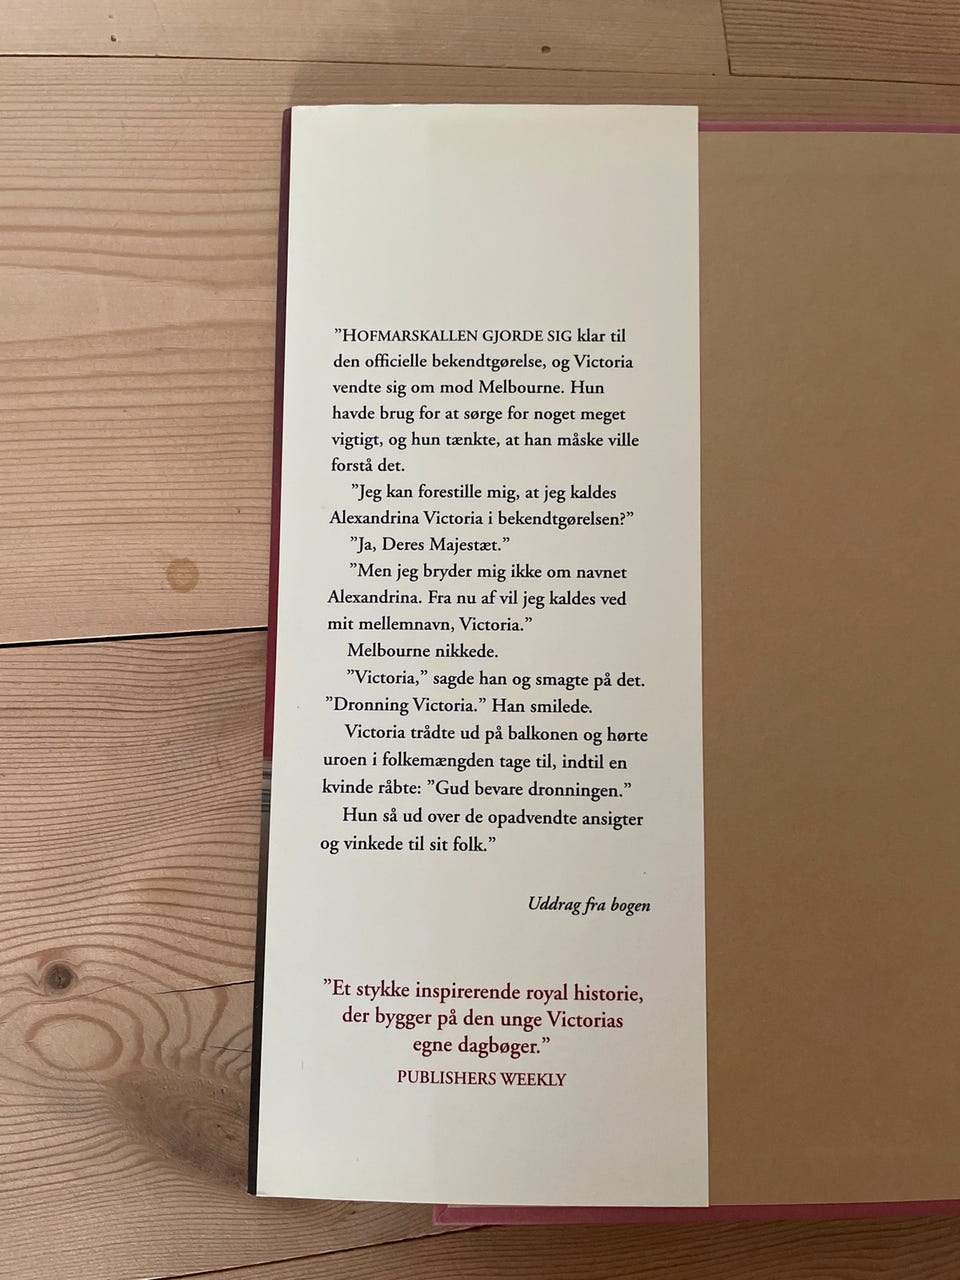 ”HOFMARSKALLEN GJORDE SIG klar til
den officielle bekendtgørelse, og Victoria
vendte sig om mod Melbourne. Hun
havde brug for at sørge for noget meget
vigtigt, og hun tænkte, at han måske ville
forstå det.
”Jeg kan forestille mig, at jeg kaldes
Alexandrina Victoria i bekendtgørelsen?”
”Ja, Deres Majestæt.”
”Men jeg bryder mig ikke om navnet
Alexandrina. Fra nu af vil jeg kaldes ved
mit mellemnavn, Victoria.”
Melbourne nikkede.
”Victoria,” sagde han og smagte på det.
”Dronning Victoria.” Han smilede.
Victoria trådte ud på balkonen og hørte
uroen i folkemængden tage til, indtil en
kvinde råbte: ”Gud bevare dronningen.”
Hun så ud over de opadvendte ansigter
og vinkede til sit folk.”
Uddrag fra bogen
”Et stykke inspirerende royal historie,
der bygger på den unge Victorias
egne dagbøger.”
PUBLISHERS WEEKLY